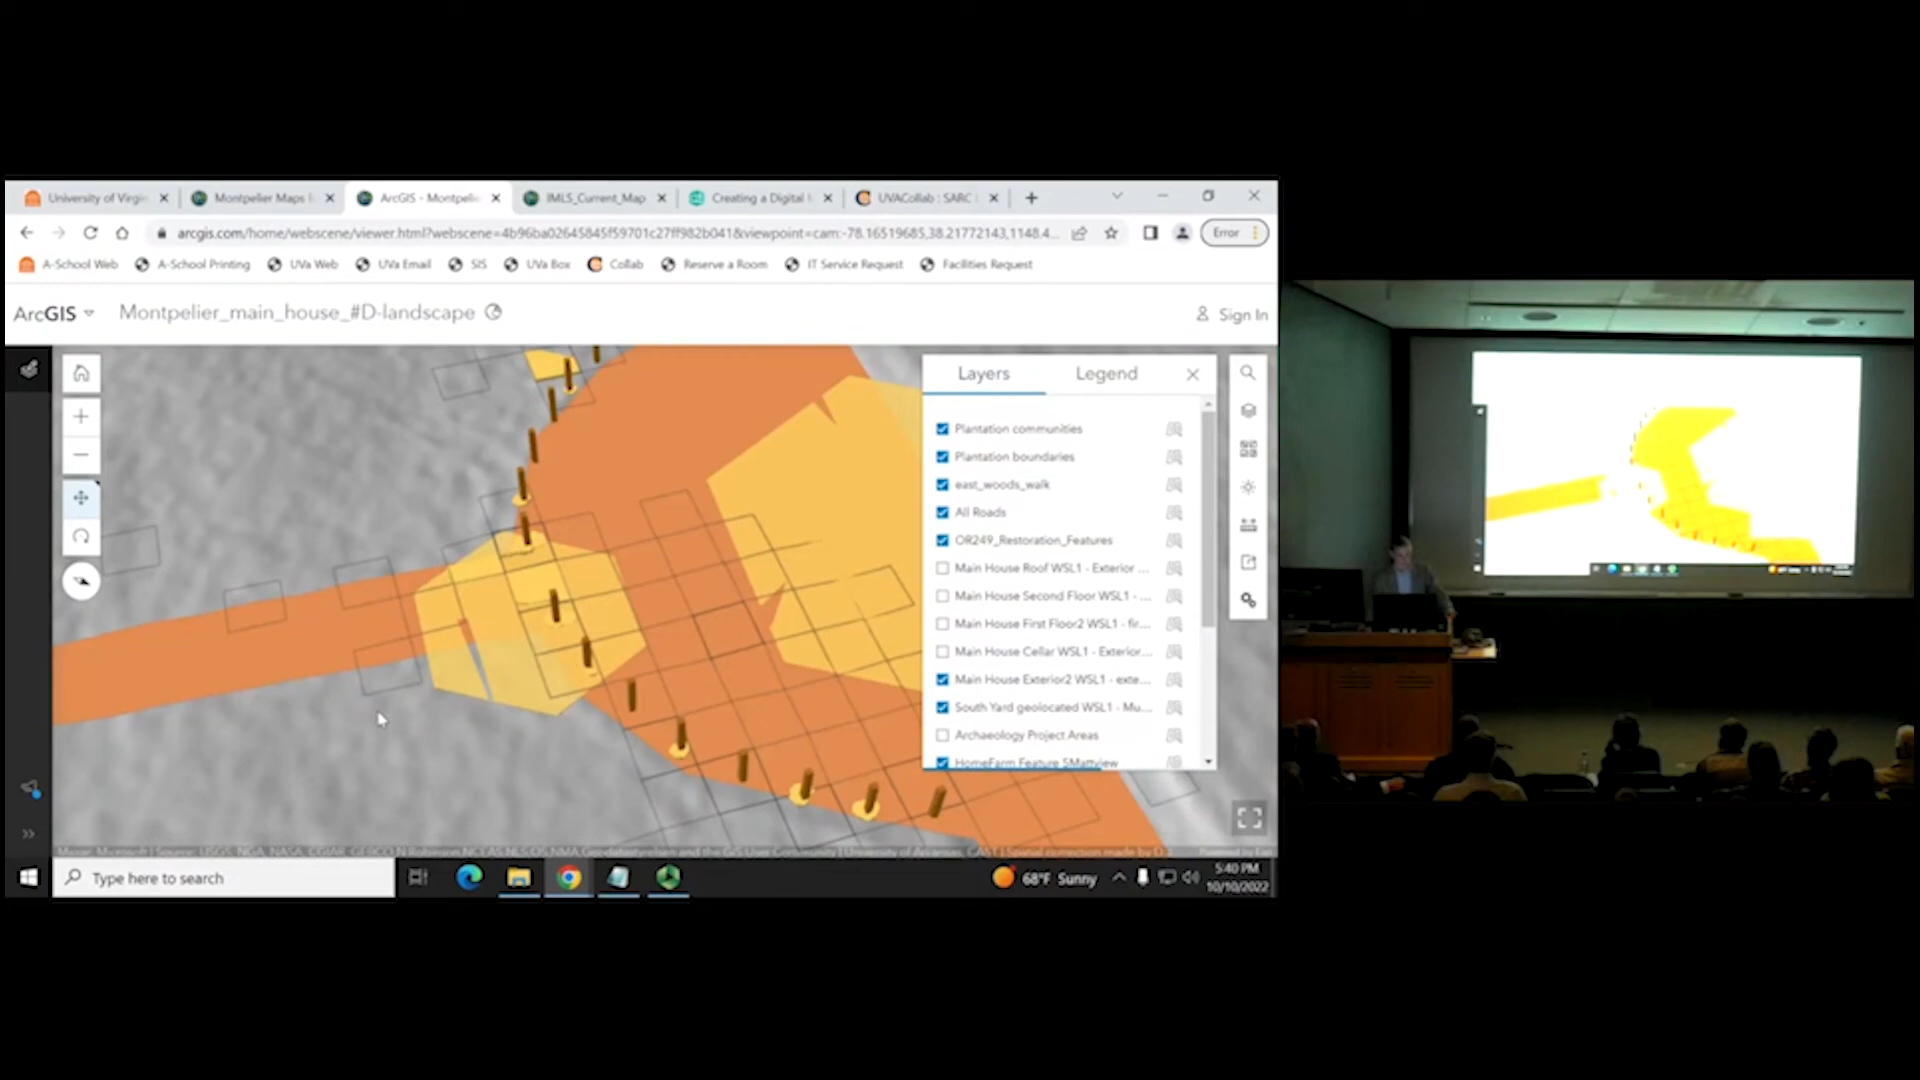 University of Virgin
Montpelier Maps
ArcGIS - Montpelie
IMLS_Current_Map
Creating a Digital
UVACollab : SARC
arcgis.com/home/webscene/viewer.html?webscene=4b96ba02645845f59701c27ff982b041&viewpoint=cam:-78.16519685,38.21772143,1148.4...
Error
A-School Web
A-School Printing
UVa Web
UVa Email
SIS
UVa Box
Collab
Reserve a Room
IT Service Request
Facilities Request
ArcGIS
Montpelier_main_house_#D-landscape
Sign In
Layers
Legend
Plantation communities
Plantation boundaries
east_woods_walk
All Roads
OR249_Restoration_Features
Main House Roof WSL1 - Exterior ...
Main House Second Floor WSL1 - ...
Main House First Floor2 WSL1 - fir...
Main House Cellar WSL1 - Exterior...
Main House Exterior2 WSL1 - exte...
South Yard geolocated WSL1 - Mu...
Archaeology Project Areas
HomeFarm Feature SMattview
Type here to search
68°F Sunny
5:40 PM
10/10/2022